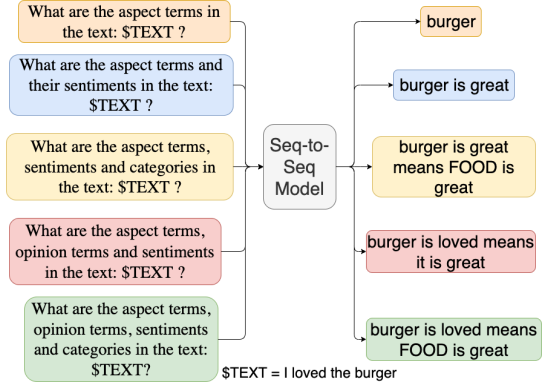 What are the aspect terms in
the text: $TEXT ?
What are the aspect terms and
their sentiments in the text:
$TEXT ?
What are the aspect terms,
sentiments and categories in
the text: $TEXT ?
What are the aspect terms,
opinion terms and sentiments
in the text: $TEXT ?
What are the aspect terms,
opinion terms, sentiments
and categories in the text:
$TEXT?
Seq-to-
Seq
Model
burger
burger is great
burger is great
means FOOD is
great
burger is loved means
it is great
burger is loved means
FOOD is great
$TEXT = I loved the burger